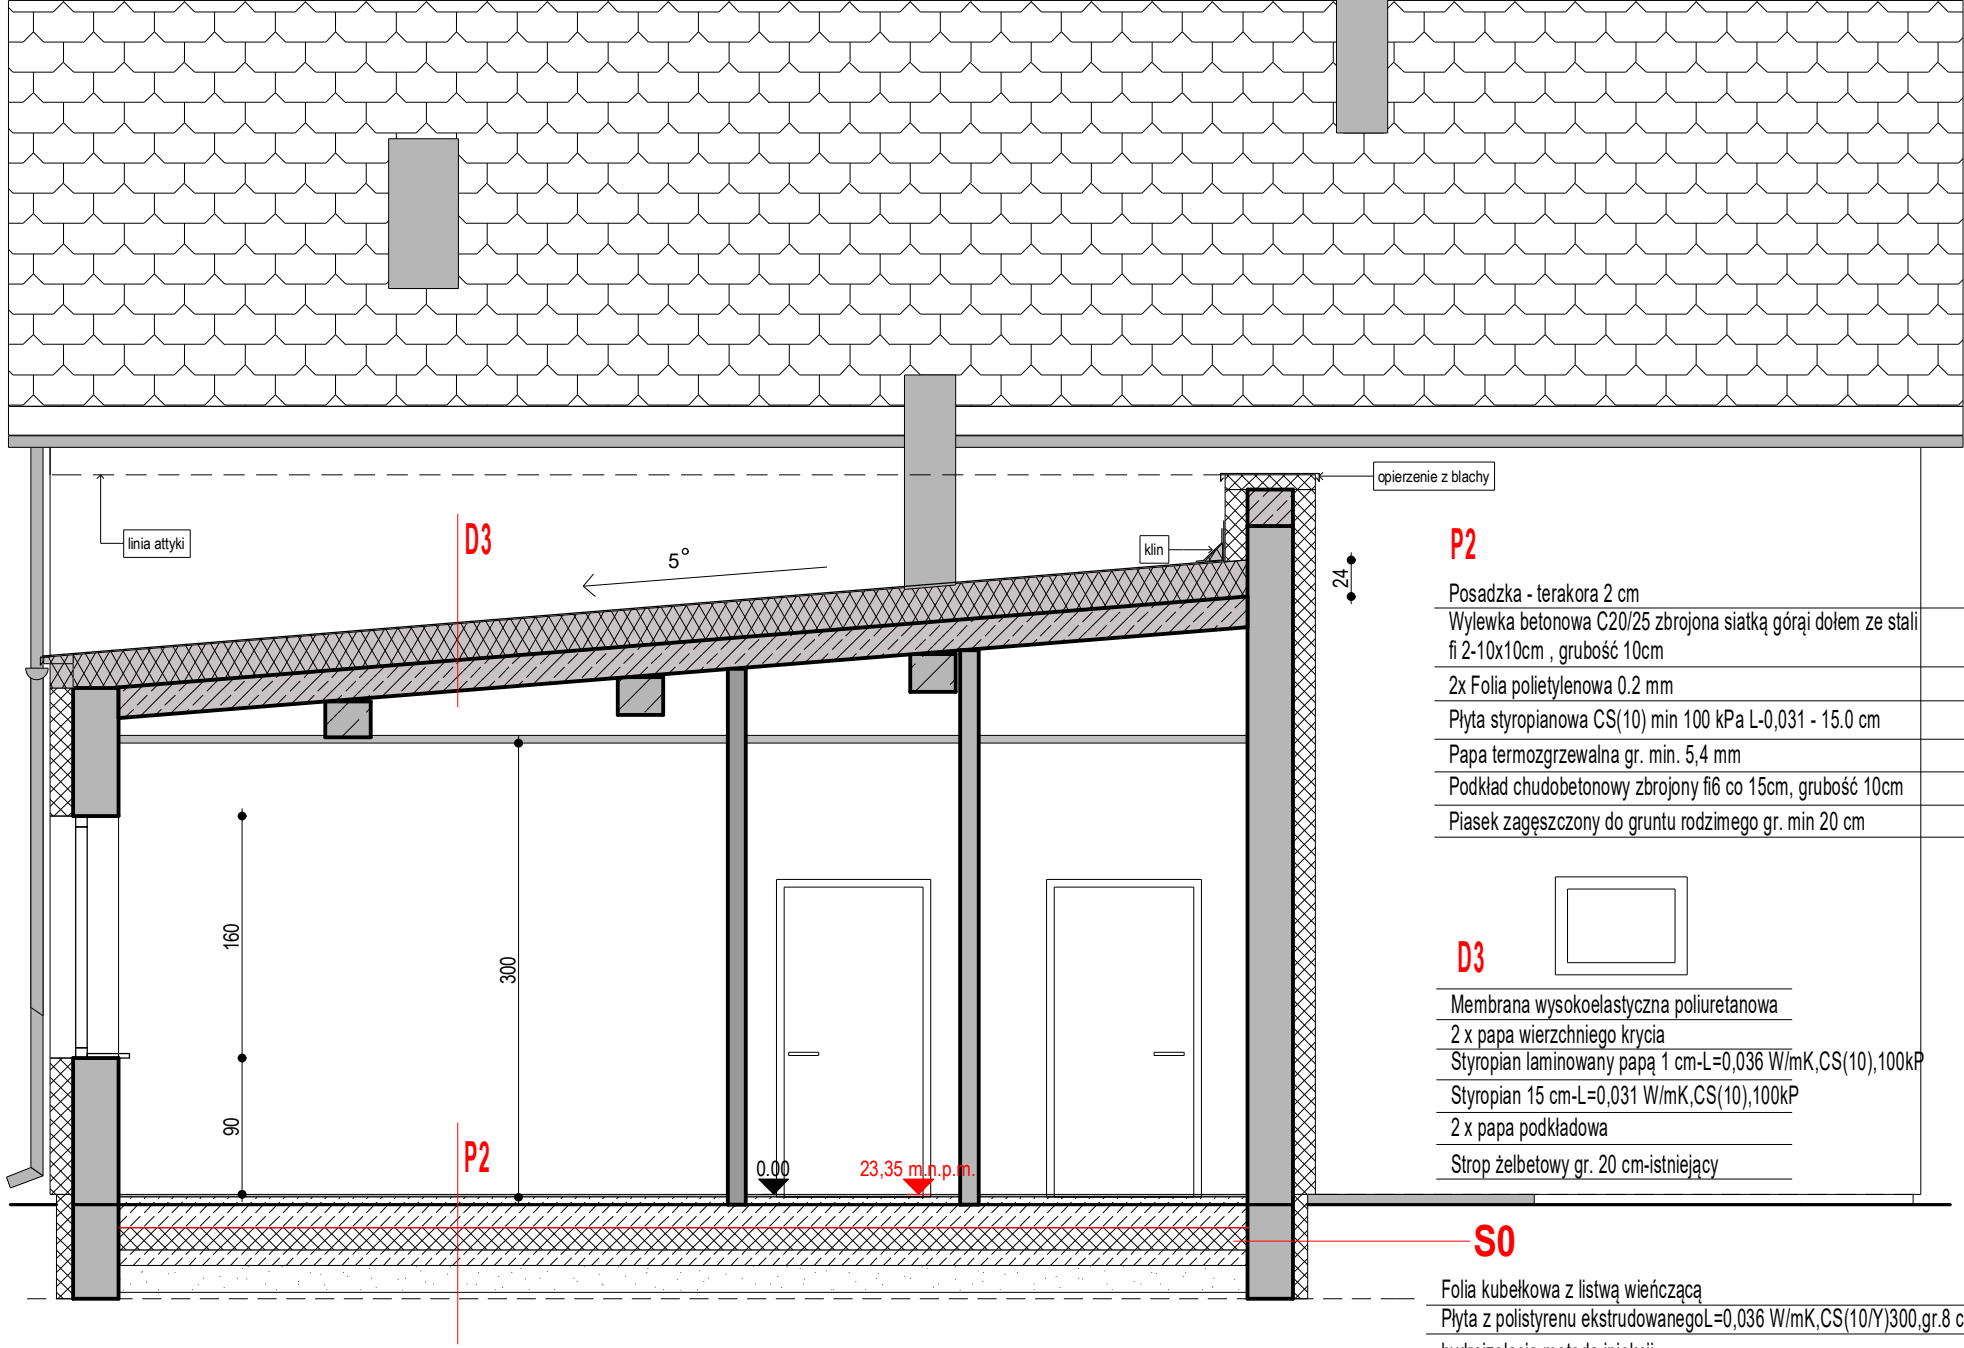 opierzenie z blachy
linia attyki
D3
5°
klin
24
P2
Posadzka - terakora 2 cm
Wylewka betonowa C20/25 zbrojona siatką górąi dołem ze stali
fi 2-10x10cm , grubość 10cm
2x Folia polietylenowa 0.2 mm
Płyta styropianowa CS(10) min 100 kPa L-0,031 - 15.0 cm
Papa termozgrzewalna gr. min. 5,4 mm
Podkład chudobetonowy zbrojony fi6 co 15cm, grubość 10cm
Piasek zagęszczony do gruntu rodzimego gr. min 20 cm
160
300
90
D3
Membrana wysokoelastyczna poliuretanowa
2 x papa wierzchniego krycia
Styropian laminowany papą 1 cm-L=0,036 W/mK,CS(10),100kP
Styropian 15 cm-L=0,031 W/mK,CS(10),100kP
2 x papa podkładowa
Strop żelbetowy gr. 20 cm-istniejący
P2
0.00
23,35 m.n.p.m.
S0
Folia kubełkowa z listwą wieńczącą
Płyta z polistyrenu ekstrudowanegoL=0,036 W/mK,CS(10/Y)300,gr.8 c